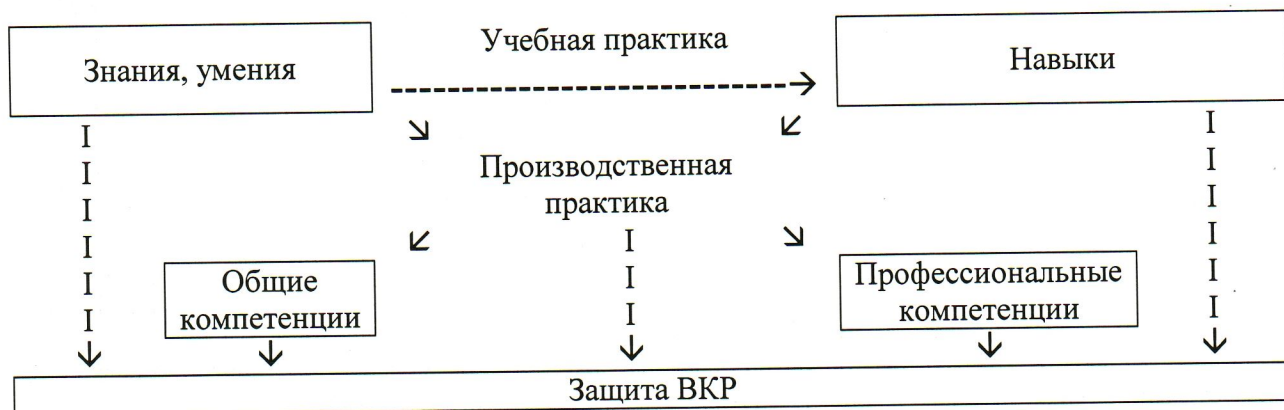 Учебная практика
Знания, умения
Навыки
Производственная
практика
Общие
компетенции
Профессиональные
компетенции
Защита ВКР